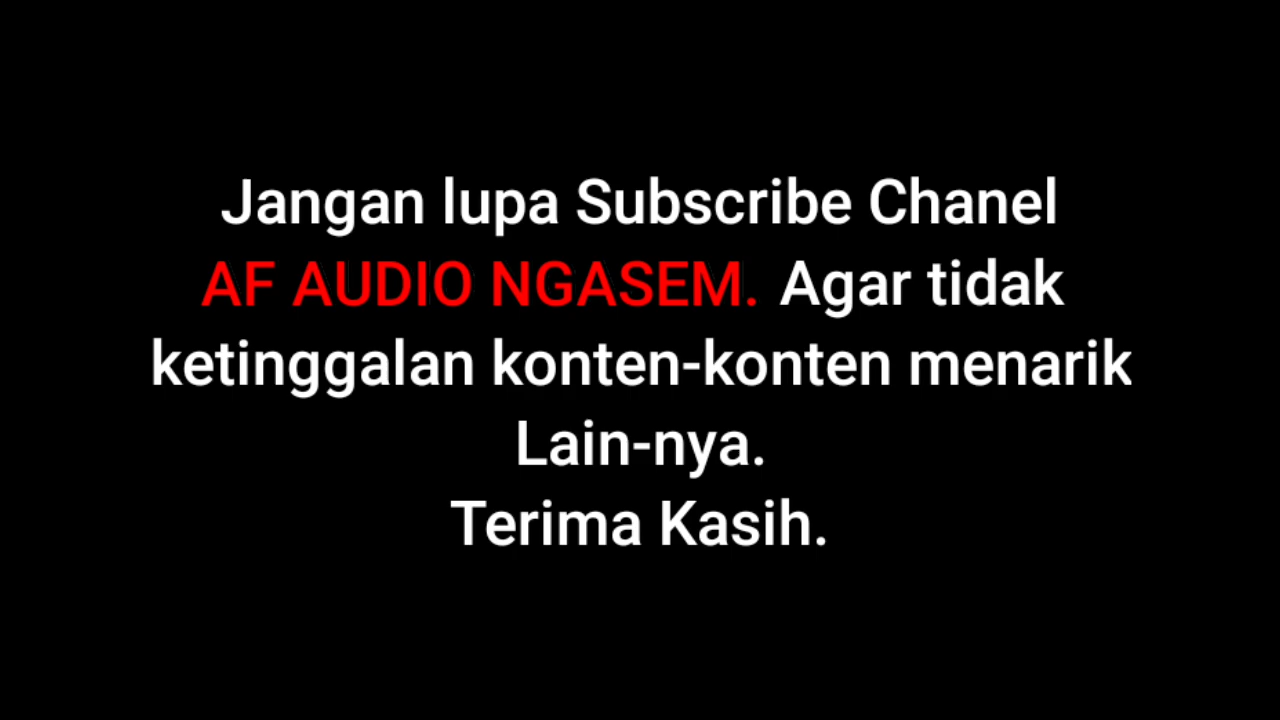 Jangan lupa Subscribe Chanel
AF AUDIO NGASEM. Agar tidak
ketinggalan konten-konten menarik
Lain-nya.
Terima Kasih.